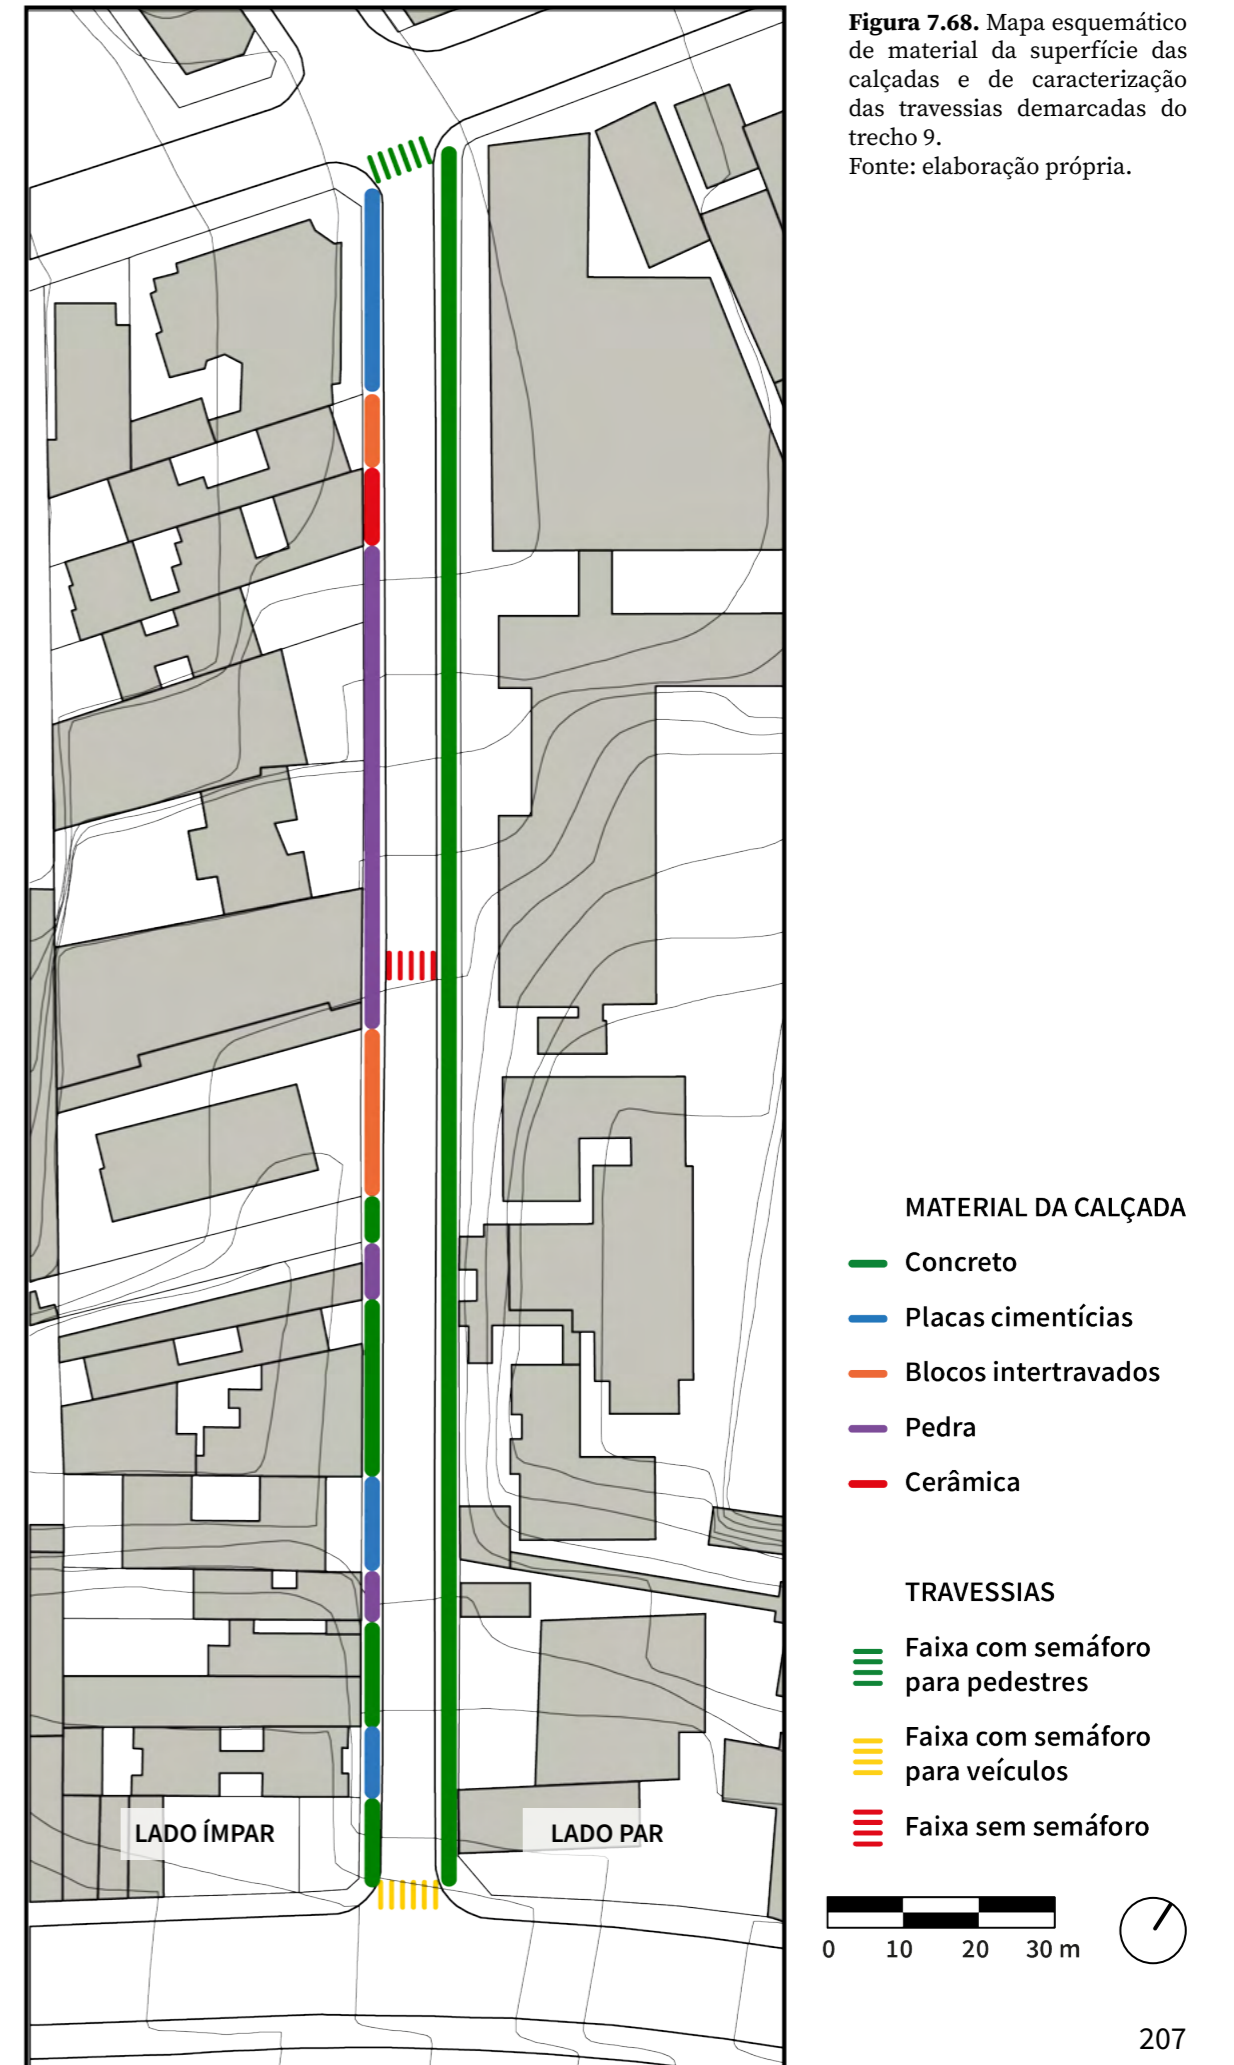 Figura 7.68. Mapa esquemático
de material da superfície das
calçadas e de caracterização
das travessias demarcadas do
trecho 9.
Fonte: elaboração própria.
MATERIAL DA CALÇADA
Concreto
Placas cimentícias
Blocos intertravados
Pedra
Cerâmica
TRAVESSIAS
Faixa com semáforo
para pedestres
Faixa com semáforo
para veículos
Faixa sem semáforo
LADO ÍMPAR
LADO PAR
0 10 20 30 m
207